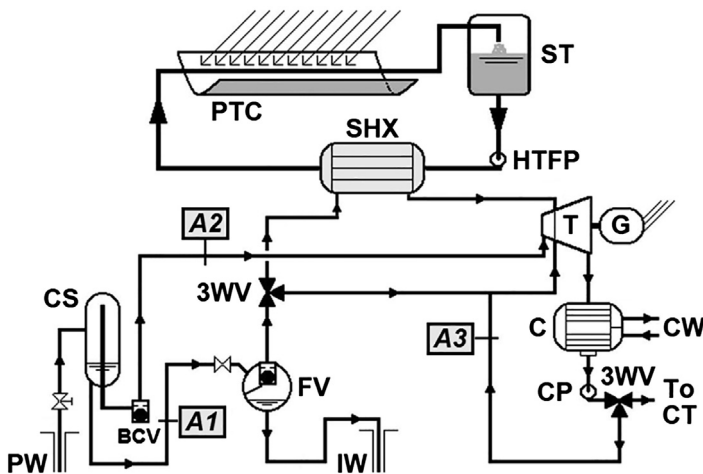 ST
PTC
SHX
HTFP
A2
T
G
CS
3WV
A3
C
CW
FV
CP
3WV
To
CT
BCV
A1
PW
IW